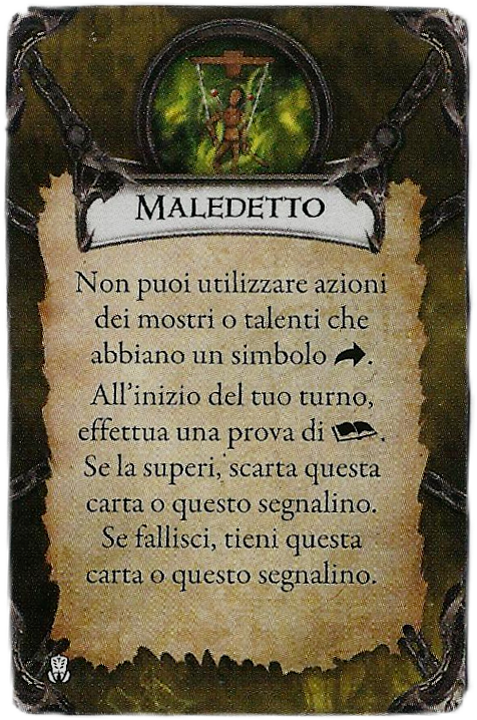 MALEDETTO
Non puoi utilizzare azioni
dei mostri o talenti che
abbiano un simbolo .
All'inizio del tuo turno,
effettua una prova di .
Se la superi, scarta questa
carta o questo segnalino.
Se fallisci, tieni questa
carta o questo segnalino.